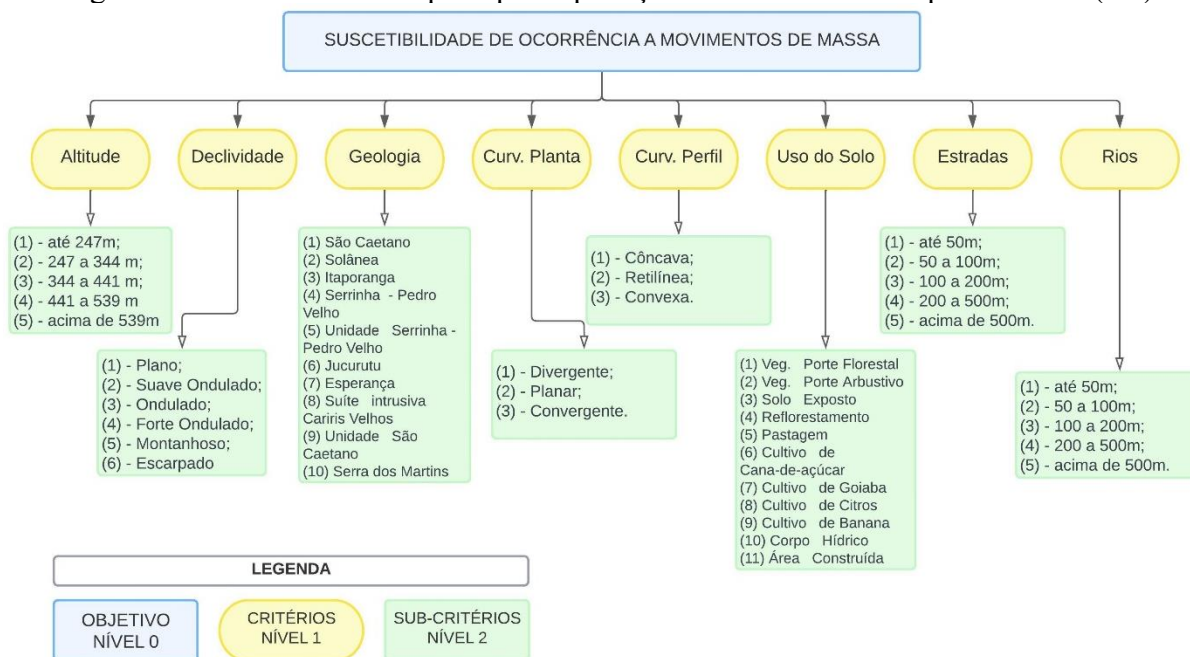 SUSCETIBILIDADE DE OCORRÊNCIA A MOVIMENTOS DE MASSA
Altitude
Declividade
Geologia
Curv. Planta
Curv. Perfil
Uso do Solo
Estradas
Rios
(1) - até 247m;
(2) - 247 a 344 m;
(3) - 344 a 441 m;
(4) - 441 a 539 m
(5) - acima de 539m
(1) - Plano;
(2) - Suave Ondulado;
(3) - Ondulado;
(4) - Forte Ondulado;
(5) - Montanhoso;
(6) - Escarpado
(1) São Caetano
(2) Solânea
(3) Itaporanga
(4) Serrinha - Pedro
Velho
(5) Unidade Serrinha -
Pedro Velho
(6) Jucurutu
(7) Esperança
(8) Suíte intrusiva
Cariris Velhos
(9) Unidade São
Caetano
(10) Serra dos Martins
(1) - Divergente;
(2) - Planar;
(3) - Convergente.
(1) - Côncava;
(2) - Retilínea;
(3) - Convexa.
(1) Veg. Porte Florestal
(2) Veg. Porte Arbustivo
(3) Solo Exposto
(4) Reflorestamento
(5) Pastagem
(6) Cultivo de
Cana-de-açúcar
(7) Cultivo de Goiaba
(8) Cultivo de Citros
(9) Cultivo de Banana
(10) Corpo Hídrico
(11) Área Construída
(1) - até 50m;
(2) - 50 a 100m;
(3) - 100 a 200m;
(4) - 200 a 500m;
(5) - acima de 500m.
(1) - até 50m;
(2) - 50 a 100m;
(3) - 100 a 200m;
(4) - 200 a 500m;
(5) - acima de 500m.
LEGENDA
OBJETIVO
NÍVEL 0
CRITÉRIOS
NÍVEL 1
SUB-CRITÉRIOS
NÍVEL 2